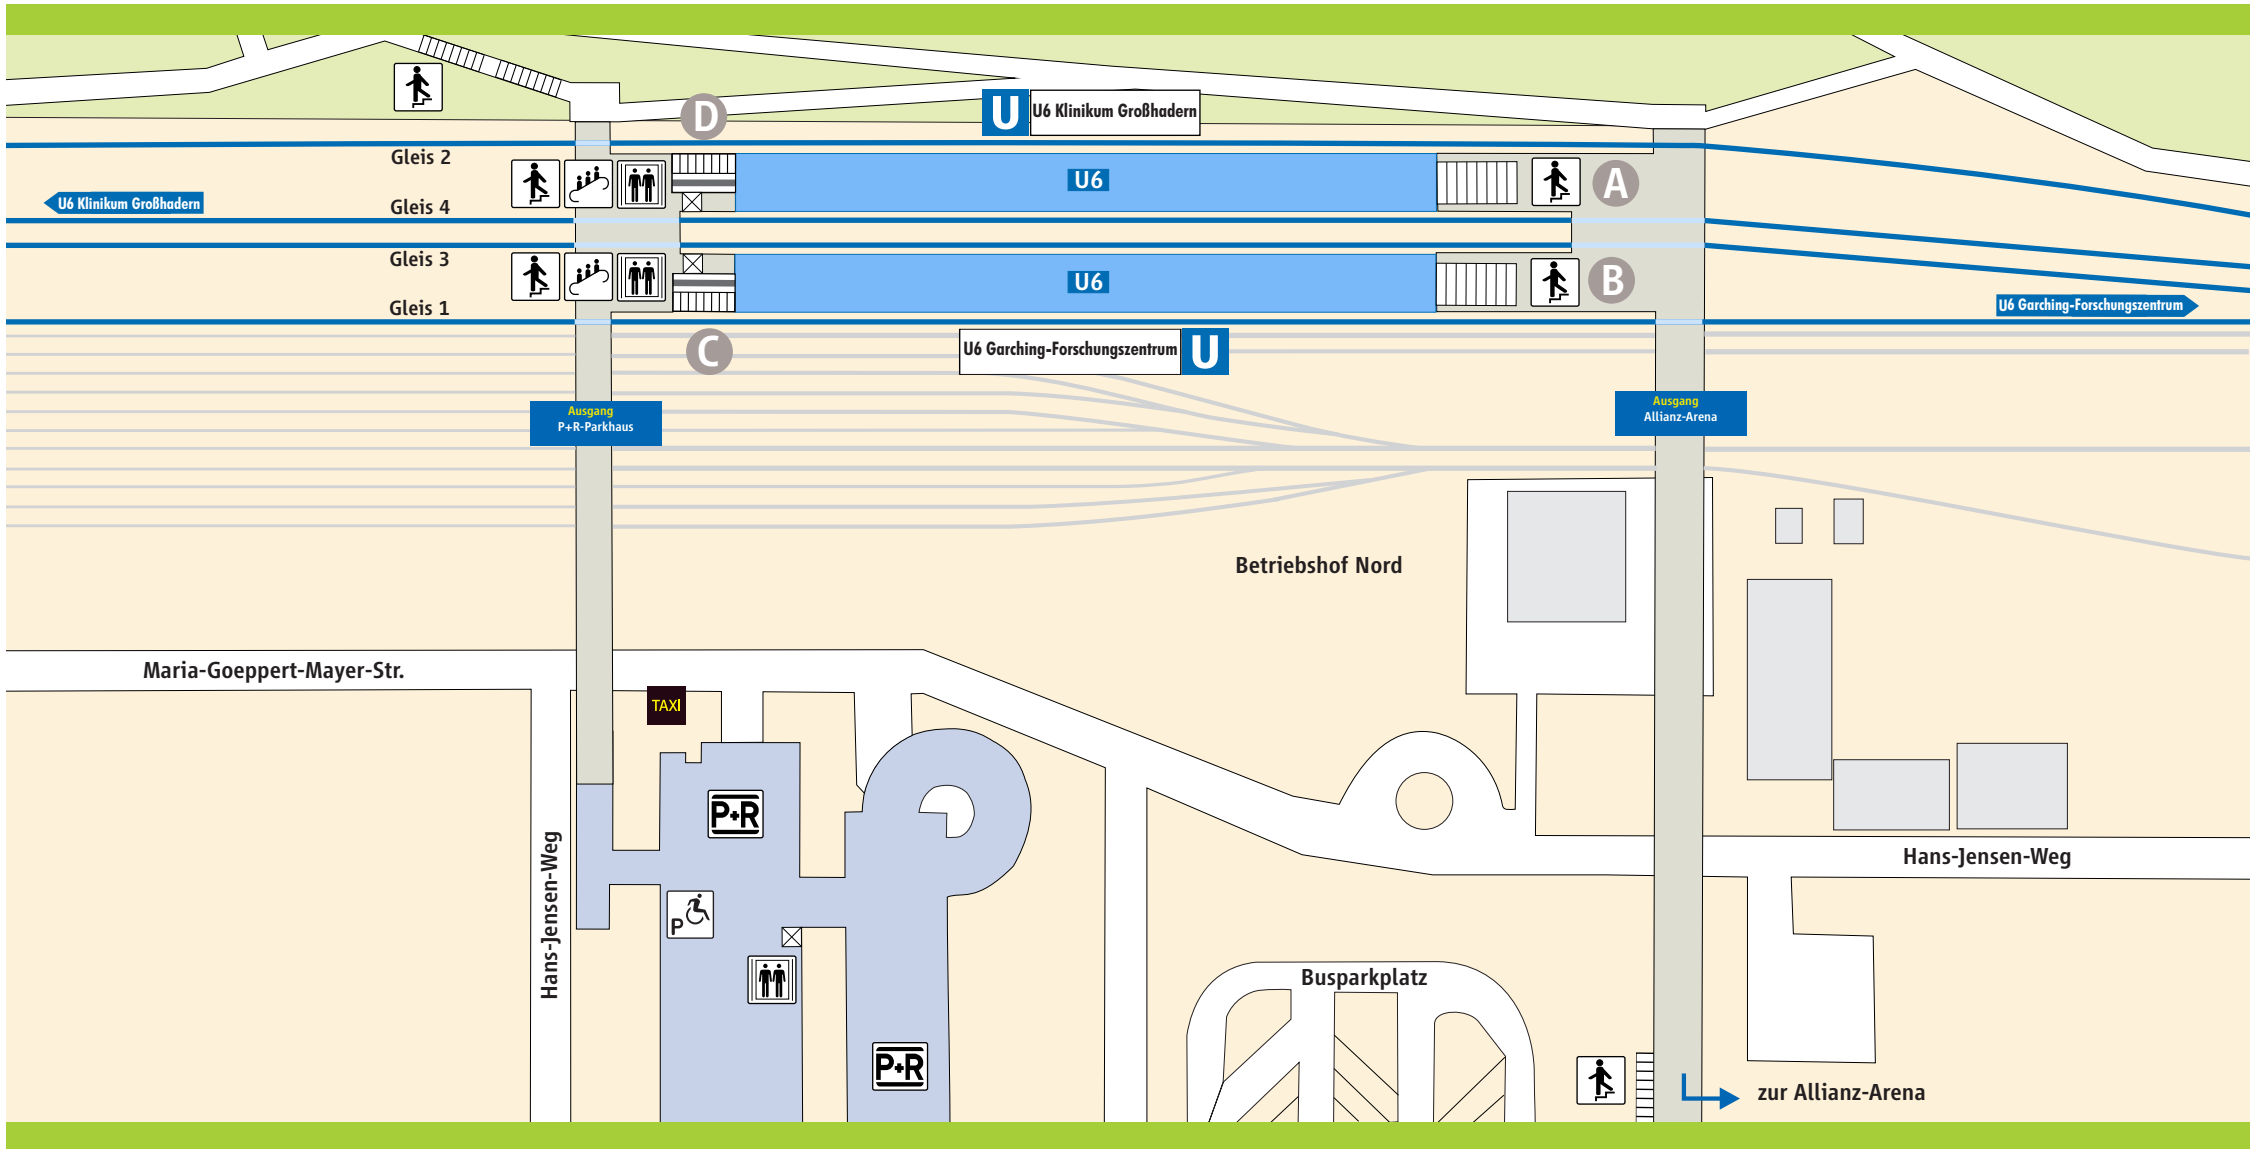 D
U U6 Klinikum Großhadern
Gleis 2
U6
A
U6 Klinikum Großhadern
Gleis 4
Gleis 3
U6
B
Gleis 1
U6 Garching-Forschungszentrum
C
U6 Garching-Forschungszentrum U
Ausgang
P+R-Parkhaus
Ausgang
Allianz-Arena
Betriebshof Nord
Maria-Goeppert-Mayer-Str.
TAXI
P+R
Hans-Jensen-Weg
Hans-Jensen-Weg
P
Busparkplatz
P+R
zur Allianz-Arena